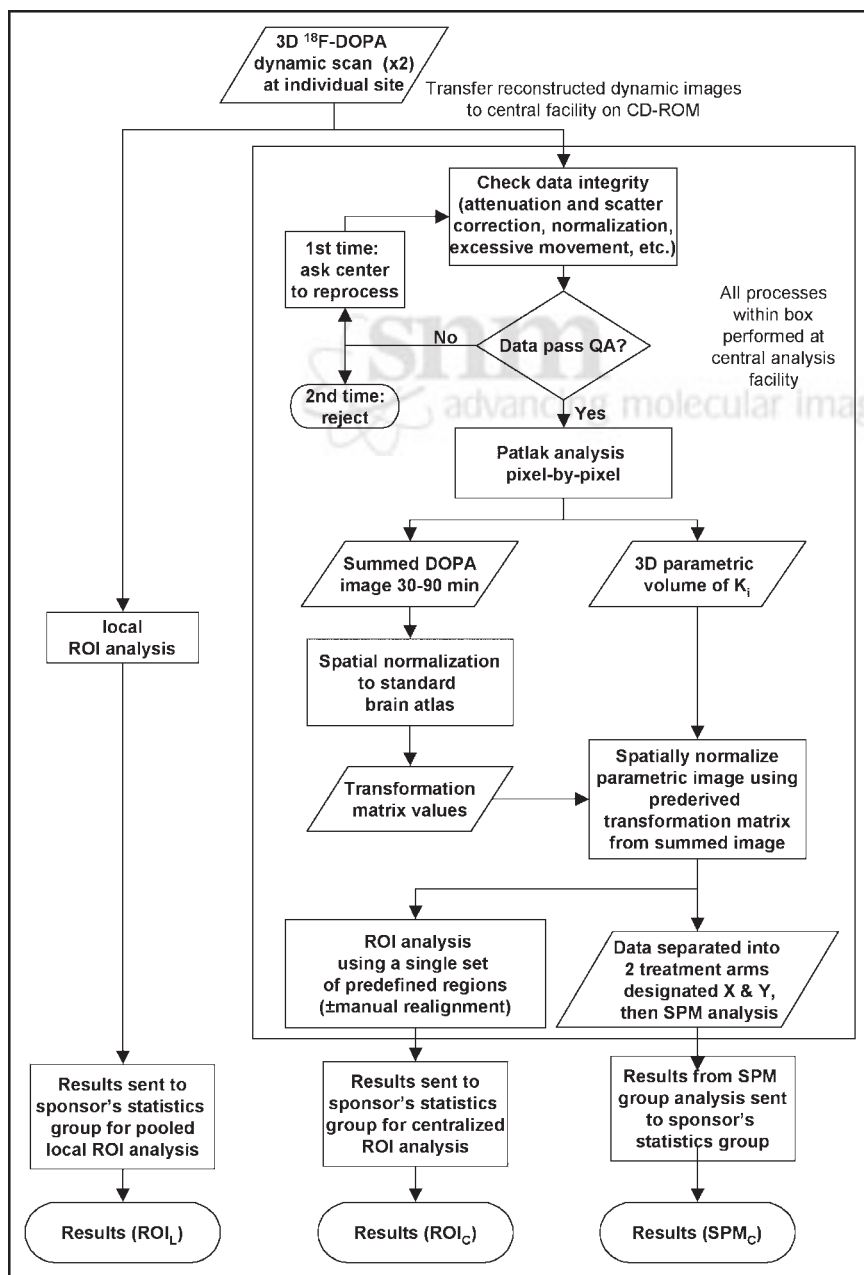 3D ¹⁸F-DOPA
dynamic scan (x2)
at individual site
Transfer reconstructed dynamic images
to central facility on CD-ROM
Check data integrity
(attenuation and scatter
correction, normalization,
excessive movement, etc.)
1st time:
ask center
to reprocess
All processes
within box
performed at
central analysis
facility
snm
advancing molecular imag
No
Data pass QA?
2nd time:
reject
Yes
Patlak analysis
pixel-by-pixel
Summed DOPA
image 30-90 min
3D parametric
volume of Kᵢ
local
ROI analysis
Spatial normalization
to standard
brain atlas
Transformation
matrix values
Spatially normalize
parametric image using
prederived
transformation matrix
from summed image
ROI analysis
using a single set
of predefined regions
(±manual realignment)
Data separated into
2 treatment arms
designated X & Y,
then SPM analysis
Results sent to
sponsor's statistics
group for pooled
local ROI analysis
Results sent to
sponsor's statistics
group for centralized
ROI analysis
Results from SPM
group analysis sent
to sponsor's
statistics group
Results (ROI_L)
Results (ROI_C)
Results (SPM_C)